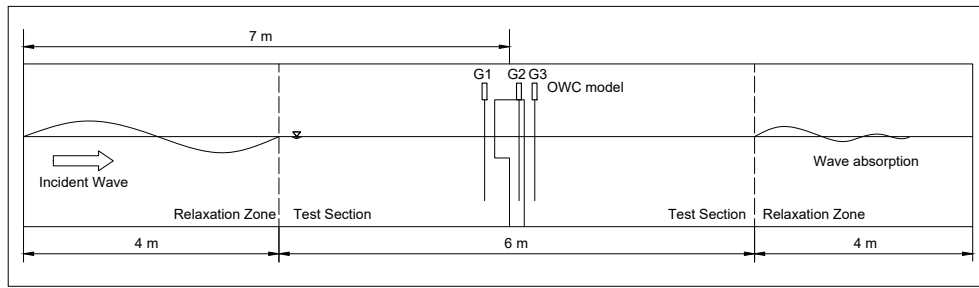 7 m
G1 G2 G3
OWC model
Incident Wave
Wave absorption
Relaxation Zone Test Section Test Section Relaxation Zone
4 m 6 m 4 m